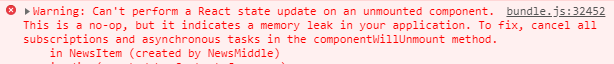 ▶Warning: Can't perform a React state update on an unmounted component. bundle.js:32452
This is a no-op, but it indicates a memory leak in your application. To fix, cancel all
subscriptions and asynchronous tasks in the componentWillUnmount method.
in NewsItem (created by NewsMiddle)